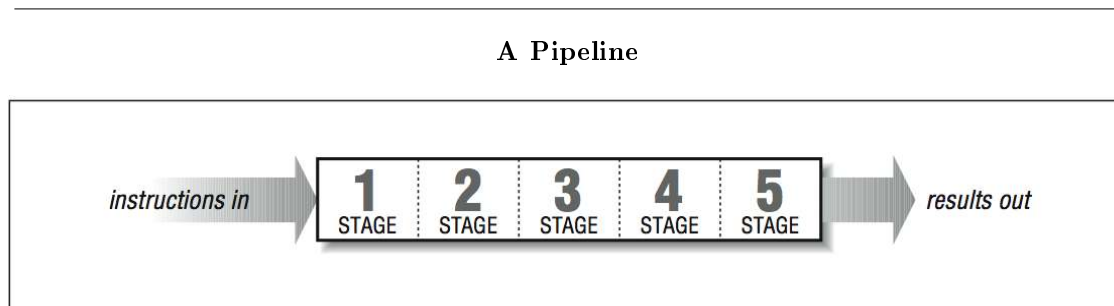 A Pipeline
instructions in
1 2 3 4 5
STAGE STAGE STAGE STAGE STAGE
results out